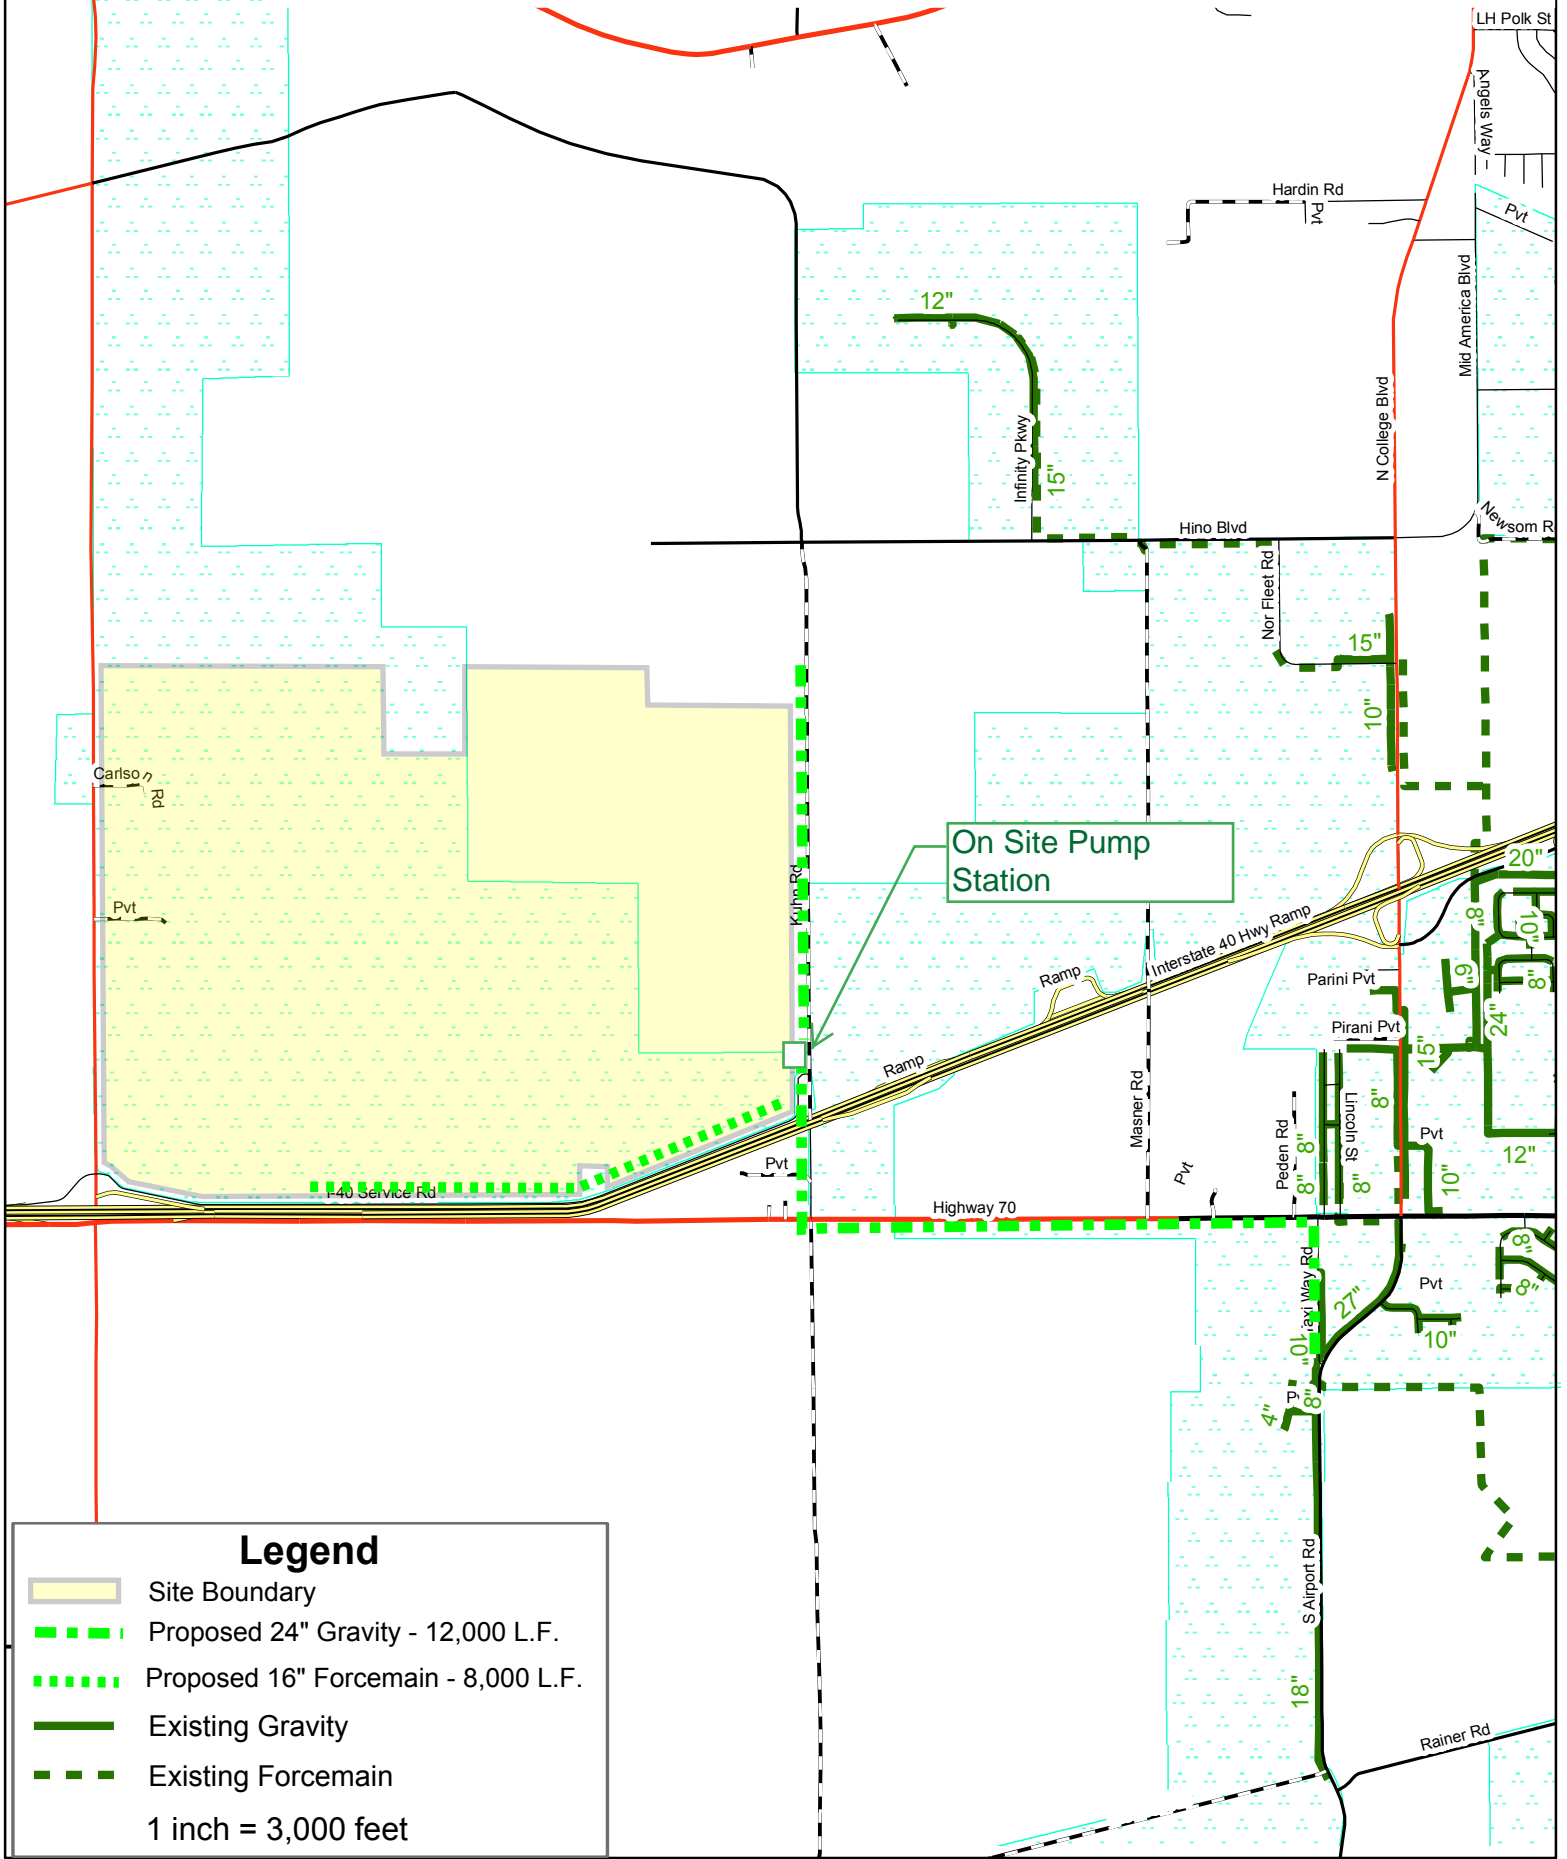 LH Polk St
Angels Way
Hardin Rd
Pvt
Pvt
Mid America Blvd
12"
N College Blvd
Infinity Pkwy
15"
Hino Blvd
Newsom R
Nor Fleet Rd
15"
10"
Carlson Rd
On Site Pump
Station
20"
Kuhn Rd
Pvt
8"
10"
Interstate 40 Hwy
Ramp
Ramp
Parini Pvt
6"
8"
24"
Pirani Pvt
15"
Ramp
Masner Rd
Peden Rd
Lincoln St
8"
8"
8"
8"
Pvt
12"
10"
Pvt
Pvt
I-40 Service Rd
Highway 70
Taxi Way Rd
27"
Pvt
8"
8"
10"
10"
8"
4"
S Airport Rd
18"
Rainer Rd
Legend
Site Boundary
Proposed 24" Gravity - 12,000 L.F.
Proposed 16" Forcemain - 8,000 L.F.
Existing Gravity
Existing Forcemain
1 inch = 3,000 feet